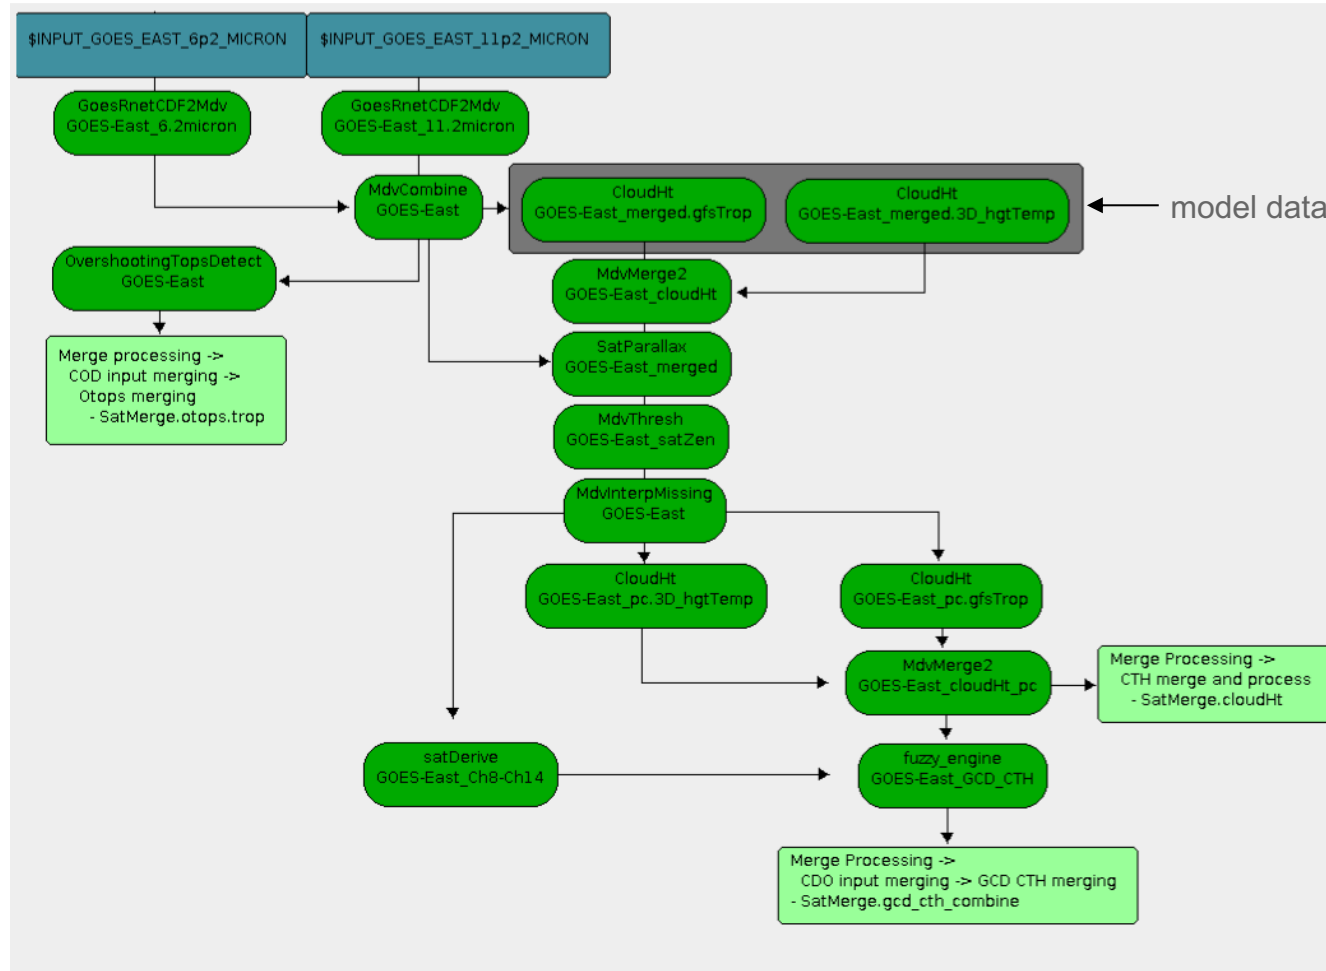 $INPUT_GOES_EAST_6p2_MICRON
$INPUT_GOES_EAST_11p2_MICRON
GoesRnetCDF2Mdv
GOES-East_6.2micron
GoesRnetCDF2Mdv
GOES-East_11.2micron
MdvCombine
GOES-East
CloudHt
GOES-East_merged.gfsTrop
CloudHt
GOES-East_merged.3D_hgtTemp
model data
OvershootingTopsDetect
GOES-East
MdvMerge2
GOES-East_cloudHt
Merge processing ->
COD input merging ->
Otops merging
- SatMerge.otops.trop
SatParallax
GOES-East_merged
MdvThresh
GOES-East_satZen
MdvInterpMissing
GOES-East
CloudHt
GOES-East_pc.3D_hgtTemp
CloudHt
GOES-East_pc.gfsTrop
MdvMerge2
GOES-East_cloudHt_pc
Merge Processing ->
CTH merge and process
- SatMerge.cloudHt
satDerive
GOES-East_Ch8-Ch14
fuzzy_engine
GOES-East_GCD_CTH
Merge Processing ->
CDO input merging -> GCD CTH merging
- SatMerge.gcd_cth_combine